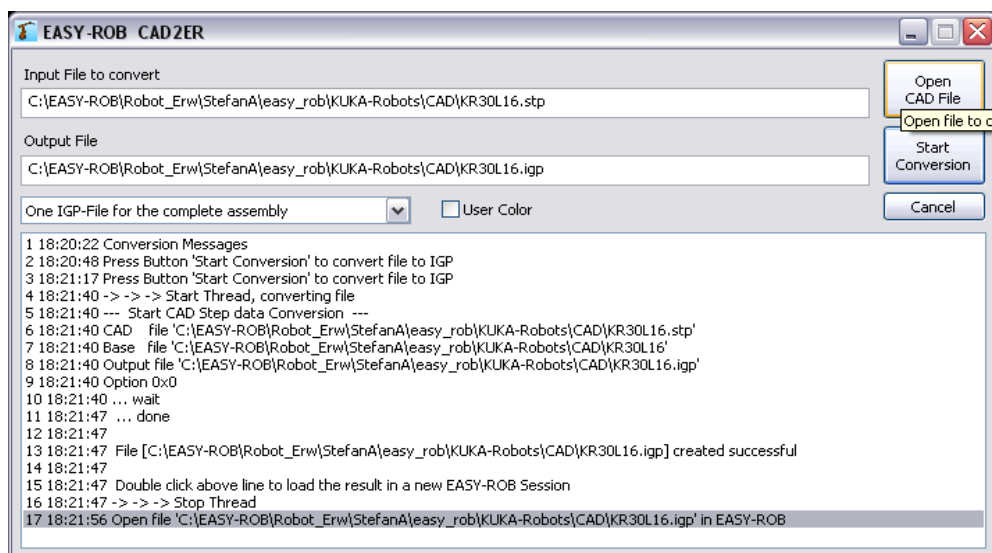 EASY-ROB CAD2ER
Input File to convert
C:\EASY-ROB\Robot_Erw\StefanA\easy_rob\KUKA-Robots\CAD\KR30L16.stp
Open
CAD File
Open file to c
Output File
C:\EASY-ROB\Robot_Erw\StefanA\easy_rob\KUKA-Robots\CAD\KR30L16.igp
Start
Conversion
One IGP-File for the complete assembly
User Color
Cancel
1 18:20:22 Conversion Messages
2 18:20:48 Press Button 'Start Conversion' to convert file to IGP
3 18:21:17 Press Button 'Start Conversion' to convert file to IGP
4 18:21:40 -> -> -> Start Thread, converting file
5 18:21:40 --- Start CAD Step data Conversion ---
6 18:21:40 CAD file 'C:\EASY-ROB\Robot_Erw\StefanA\easy_rob\KUKA-Robots\CAD\KR30L16.stp'
7 18:21:40 Base file 'C:\EASY-ROB\Robot_Erw\StefanA\easy_rob\KUKA-Robots\CAD\KR30L16'
8 18:21:40 Output file 'C:\EASY-ROB\Robot_Erw\StefanA\easy_rob\KUKA-Robots\CAD\KR30L16.igp'
9 18:21:40 Option 0x0
10 18:21:40 ... wait
11 18:21:47 ... done
12 18:21:47
13 18:21:47 File [C:\EASY-ROB\Robot_Erw\StefanA\easy_rob\KUKA-Robots\CAD\KR30L16.igp] created successful
14 18:21:47
15 18:21:47 Double click above line to load the result in a new EASY-ROB Session
16 18:21:47 -> -> -> Stop Thread
17 18:21:56 Open file 'C:\EASY-ROB\Robot_Erw\StefanA\easy_rob\KUKA-Robots\CAD\KR30L16.igp' in EASY-ROB